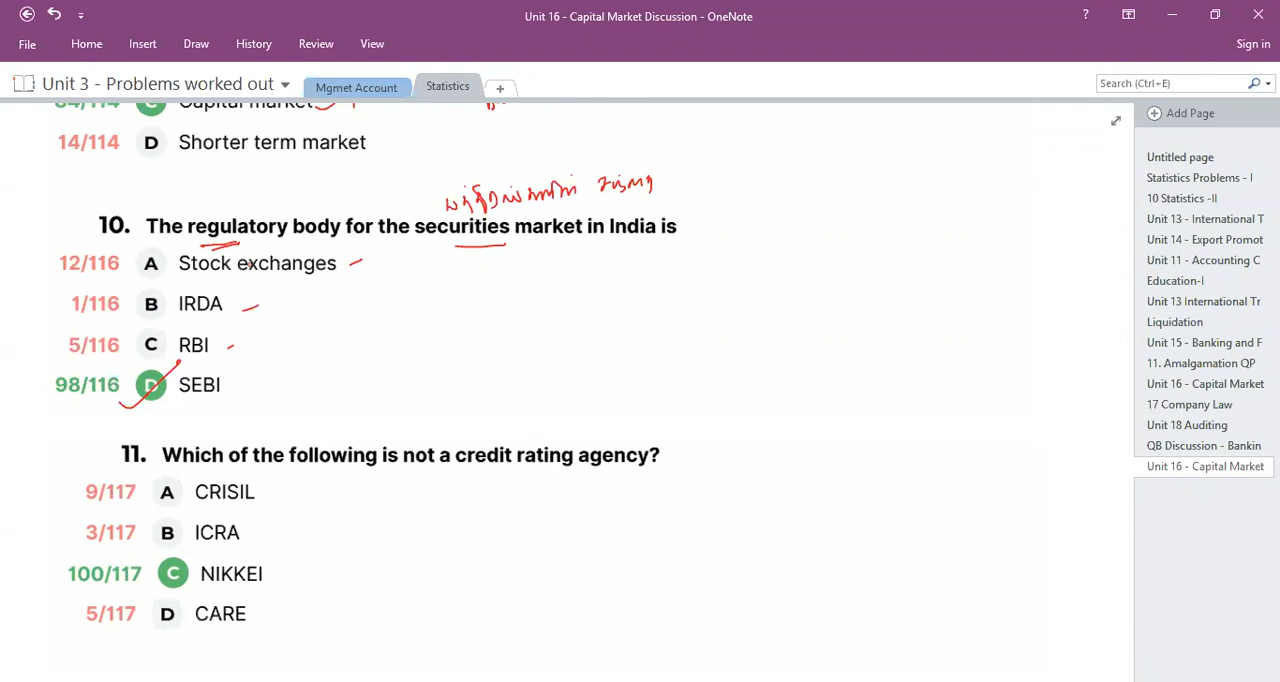 Unit 16 - Capital Market Discussion - OneNote
?
File Home Insert Draw History Review View
Sign in
Unit 3 - Problems worked out
Mgmet Account
Statistics
Search (Ctrl+E)
84/114 C Capital market
14/114 D Shorter term market
10. The regulatory body for the securities market in India is
12/116 A Stock exchanges
1/116 B IRDA
5/116 C RBI
98/116 D SEBI
11. Which of the following is not a credit rating agency?
9/117 A CRISIL
3/117 B ICRA
100/117 C NIKKEI
5/117 D CARE
Add Page
Untitled page
Statistics Problems - I
10 Statistics -II
Unit 13 - International T
Unit 14 - Export Promot
Unit 11 - Accounting C
Education-I
Unit 13 International Tr
Liquidation
Unit 15 - Banking and F
11. Amalgamation QP
Unit 16 - Capital Market
17 Company Law
Unit 18 Auditing
QB Discussion - Bankin
Unit 16 - Capital Market